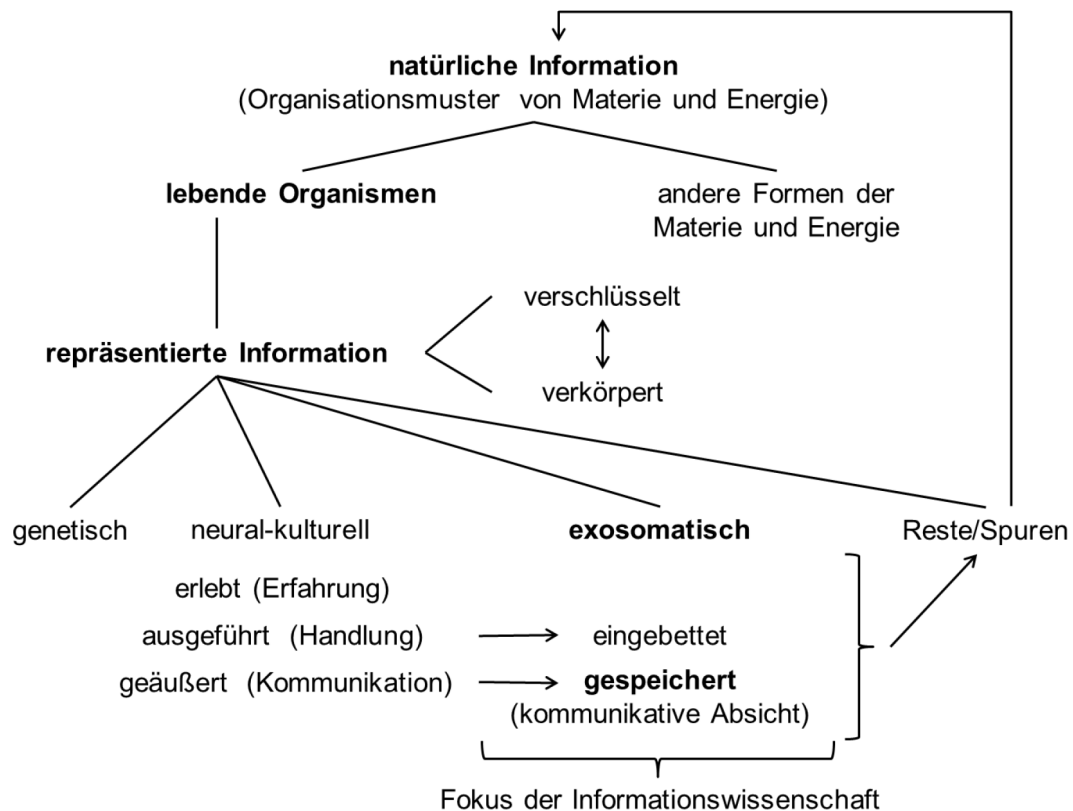 natürliche Information
(Organisationsmuster von Materie und Energie)
lebende Organismen
andere Formen der
Materie und Energie
verschlüsselt
repräsentierte Information
verkörpert
genetisch
neural-kulturell
exosomatisch
Reste/Spuren
erlebt (Erfahrung)
ausgeführt (Handlung)
eingebettet
geäußert (Kommunikation)
gespeichert
(kommunikative Absicht)
Fokus der Informationswissenschaft